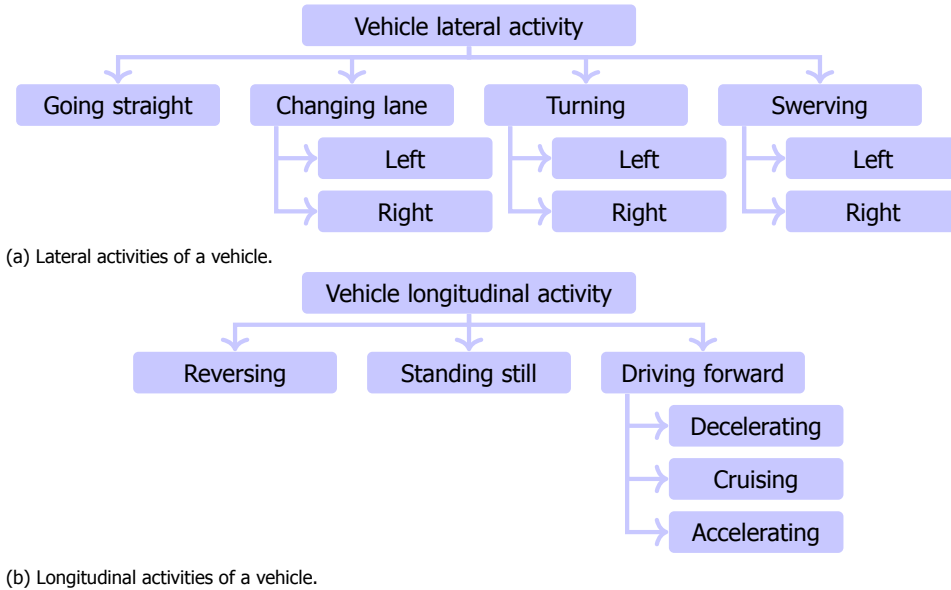 Vehicle lateral activity
Going straight
Changing lane
Turning
Swerving
Left
Left
Left
Right
Right
Right
(a) Lateral activities of a vehicle.
Vehicle longitudinal activity
Reversing
Standing still
Driving forward
Decelerating
Cruising
Accelerating
(b) Longitudinal activities of a vehicle.